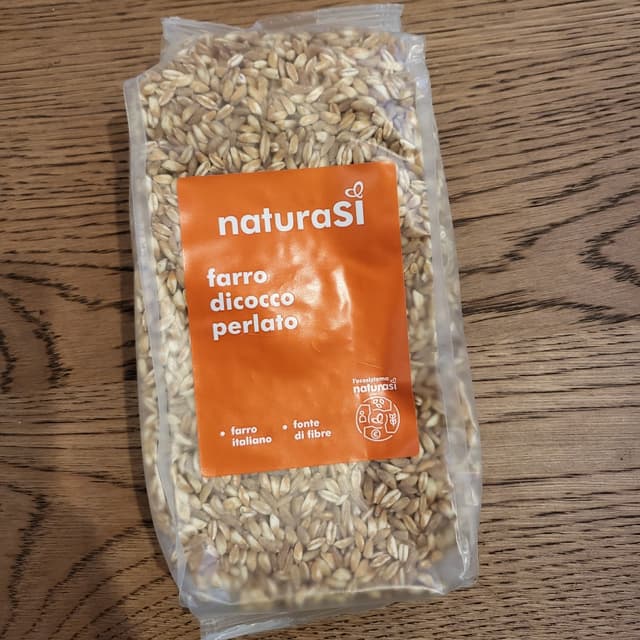 naturaSì
farro
dicocco
perlato
l'ecosistema
naturasì
• farro
italiano
• fonte
di fibre